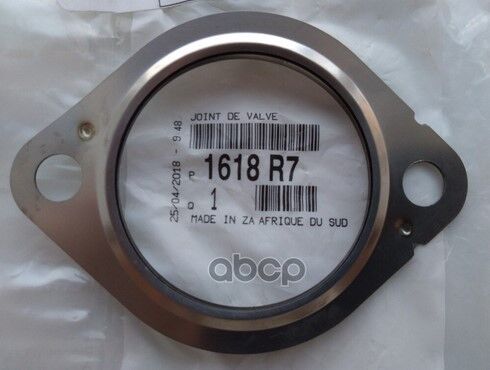 JOINT DE VALVE
P 1618 R7
Q 1
MADE IN ZA AFRIQUE DU SUD
25/04/2018 - 9 48
abcp